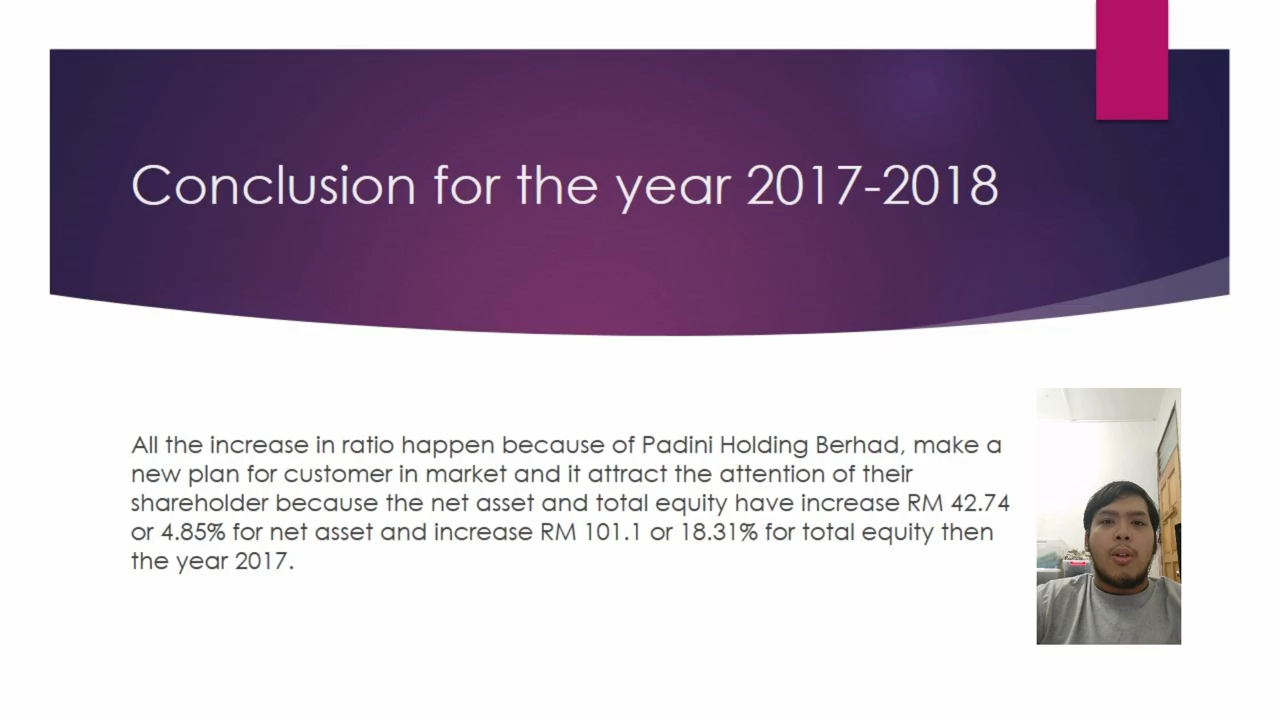 Conclusion for the year 2017-2018
All the increase in ratio happen because of Padini Holding Berhad, make a
new plan for customer in market and it attract the attention of their
shareholder because the net asset and total equity have increase RM 42.74
or 4.85% for net asset and increase RM 101.1 or 18.31% for total equity then
the year 2017.